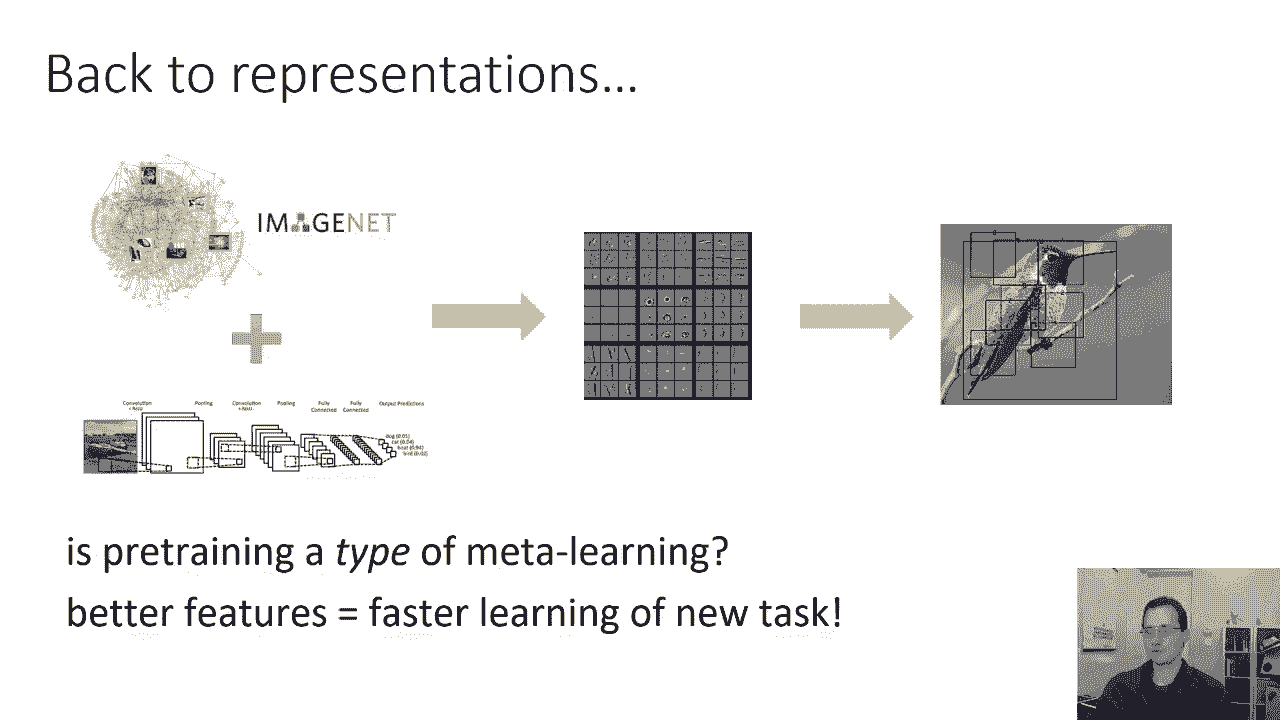 Back to representations...
IMAGENET
Convolution Pooling Convolution Pooling Fully Fully Output Predictions
+ ReLU + ReLU Connected Connected
dog (0.01)
cat (0.04)
boat (0.94)
bird (0.02)
is pretraining a type of meta-learning?
better features = faster learning of new task!